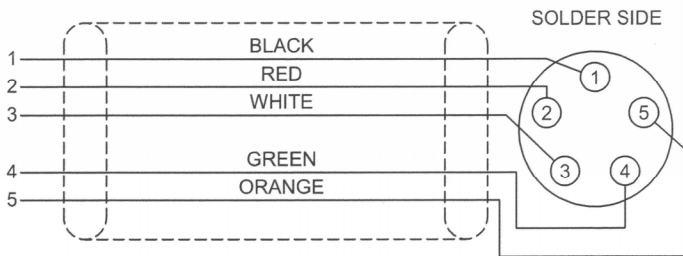 SOLDER SIDE
1 BLACK 1
2 RED 2 5
3 WHITE
4 GREEN 3 4
5 ORANGE